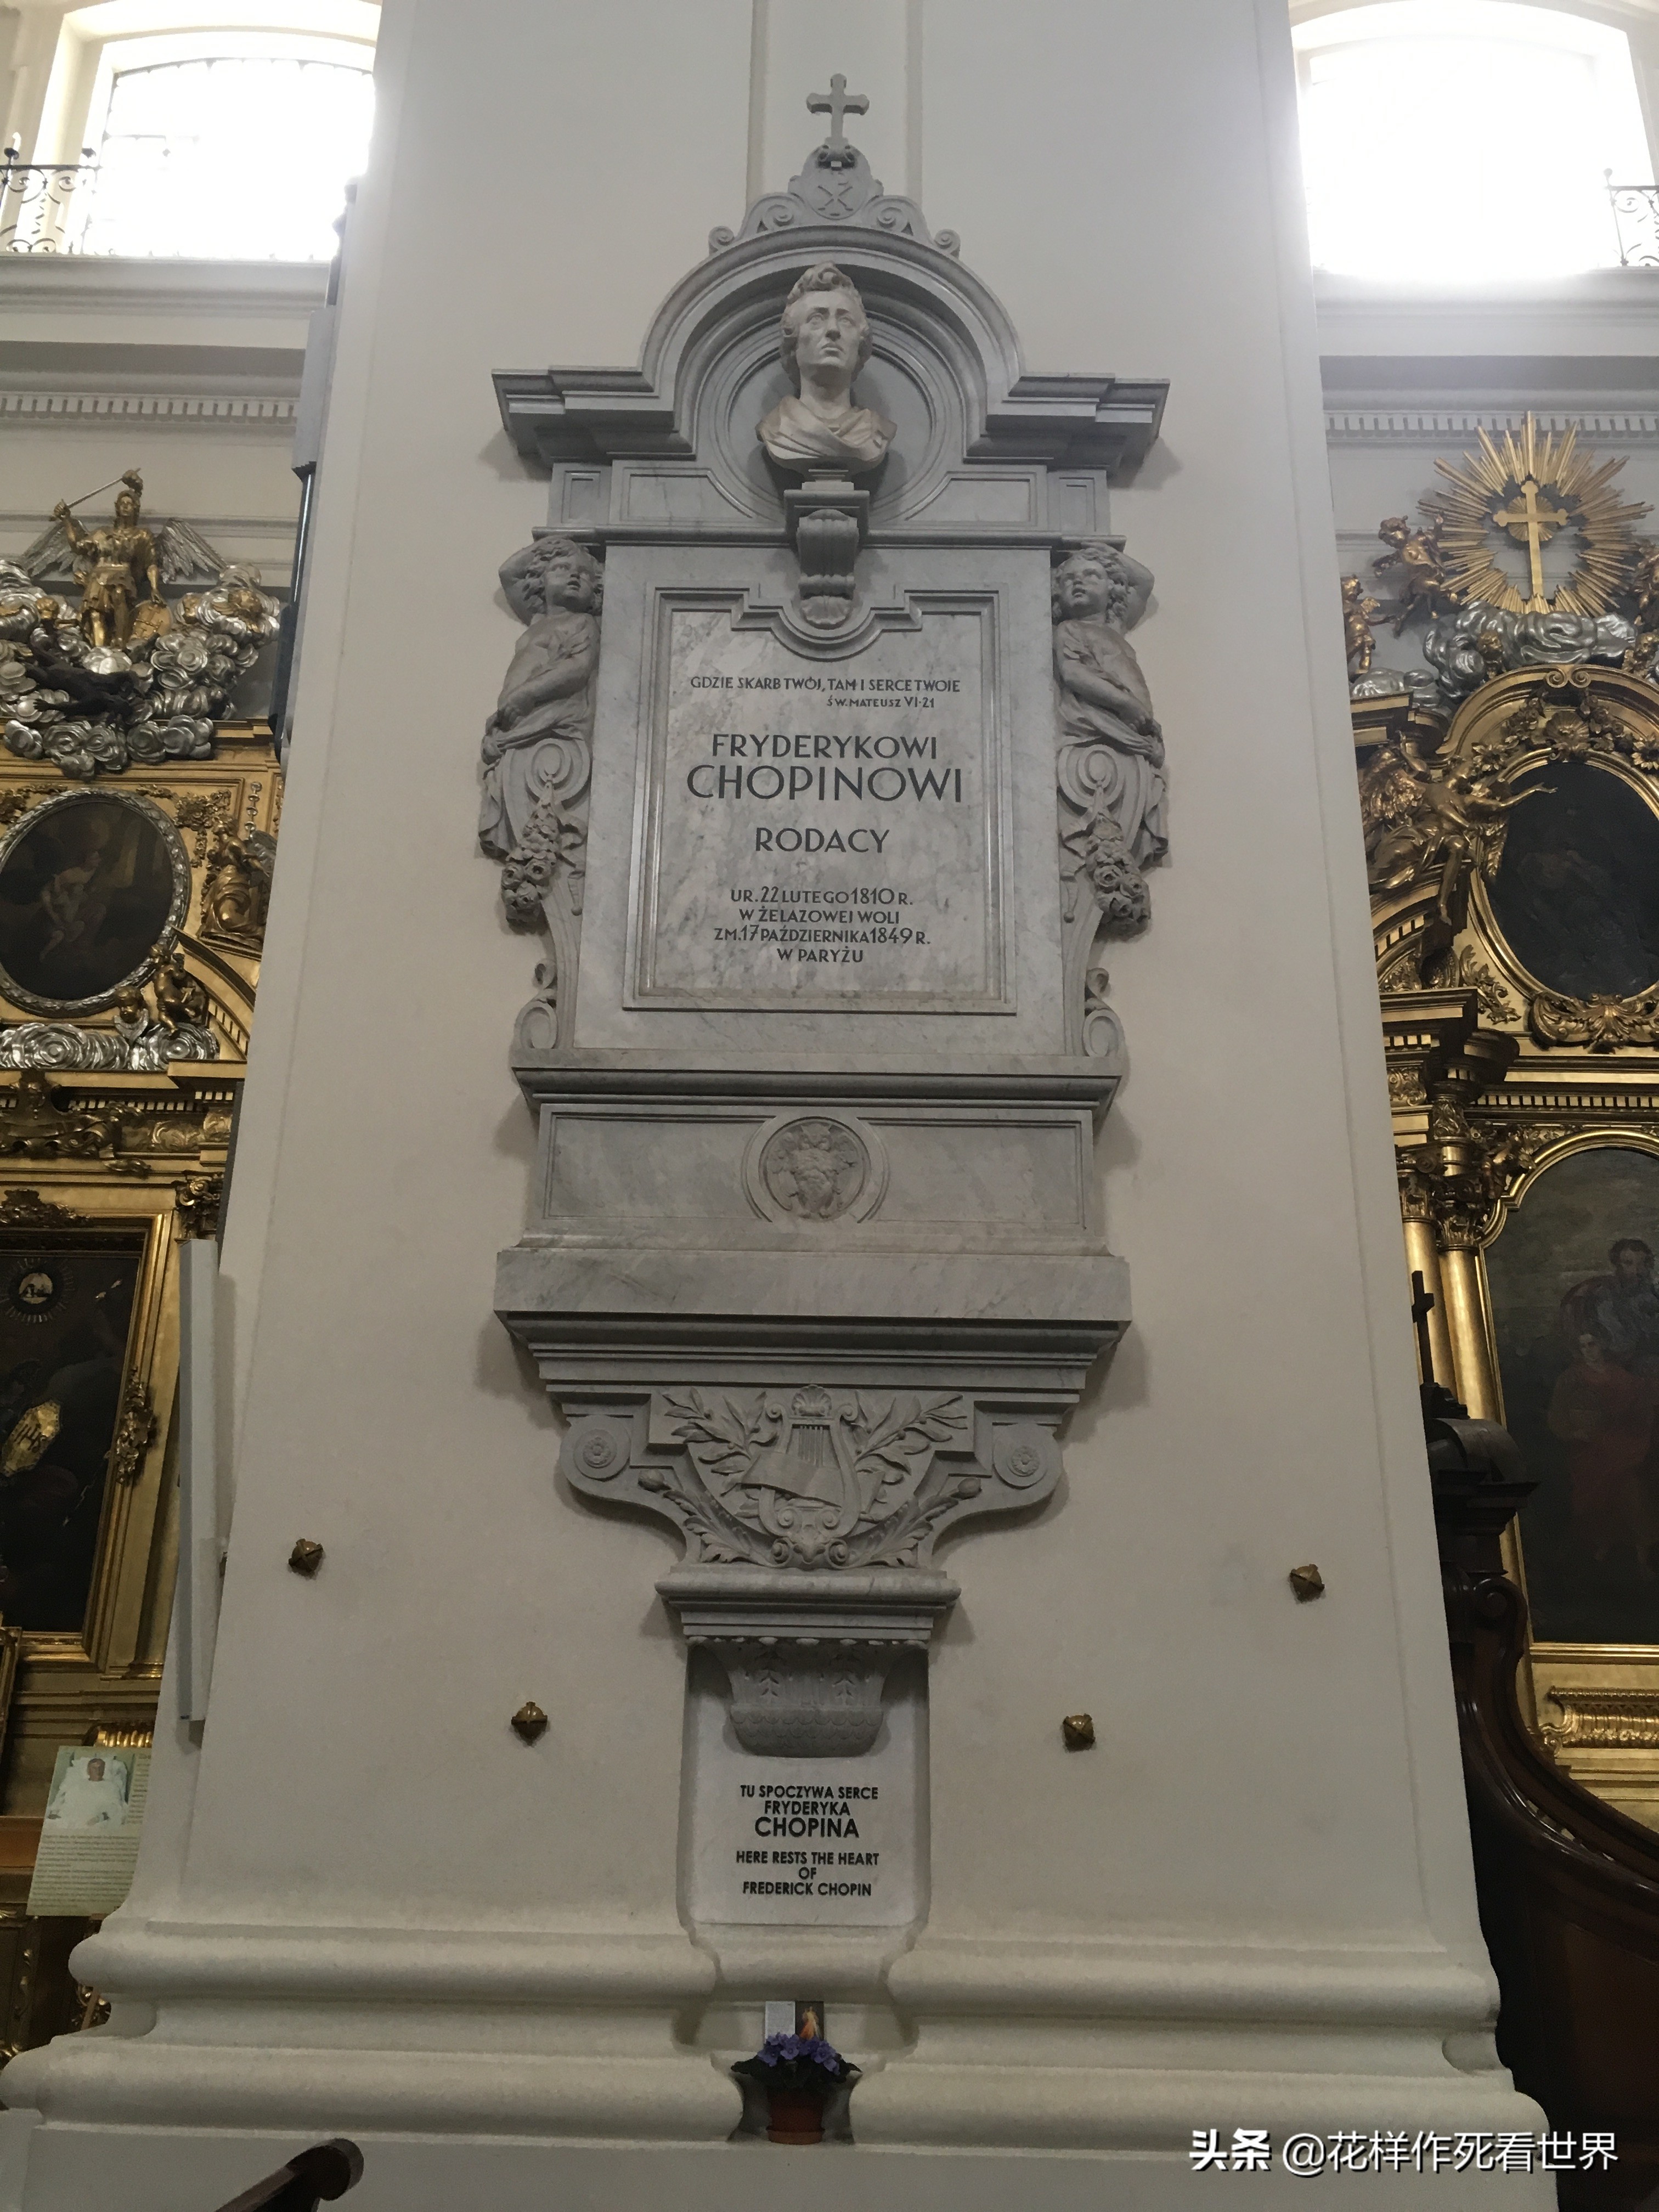 GDZIE SKARB TWÓJ, TAM I SERCE TWOJE
ŚW. MATEUSZ VI·21
FRYDERYKOWI
CHOPINOWI
RODACY
UR. 22 LUTEGO 1810 R.
W ŻELAZOWEJ WOLI
ZM. 17 PAŹDZIERNIKA 1849 R.
W PARYŻU
TU SPOCZYWA SERCE
FRYDERYKA
CHOPINA
HERE RESTS THE HEART
OF
FREDERICK CHOPIN
头条 @花样作死看世界